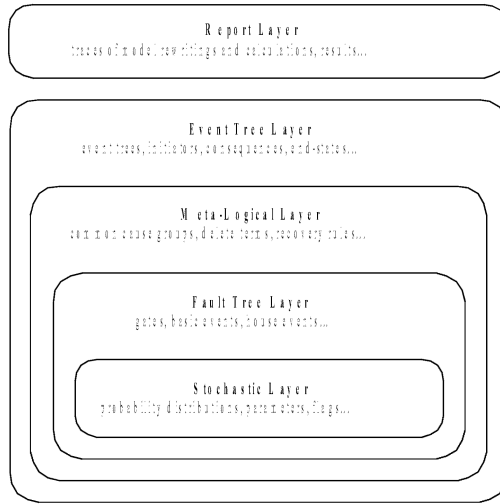 Report Layer
traces of model rewritings and calculations, results...
Event Tree Layer
event trees, initiators, consequences, end-states...
Meta-Logical Layer
common cause groups, delete terms, recovery rules...
Fault Tree Layer
gates, basic events, house events...
Stochastic Layer
probability distributions, parameters, flags...